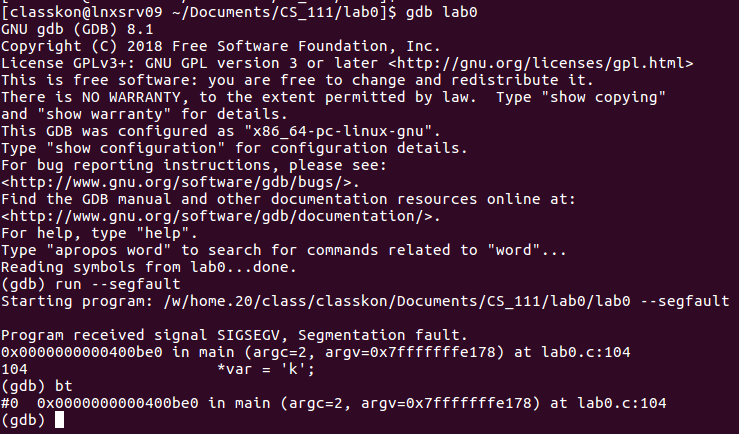 [classkon@lnxsrv09 ~/Documents/CS_111/lab0]$ gdb lab0
GNU gdb (GDB) 8.1
Copyright (C) 2018 Free Software Foundation, Inc.
License GPLv3+: GNU GPL version 3 or later <http://gnu.org/licenses/gpl.html>
This is free software: you are free to change and redistribute it.
There is NO WARRANTY, to the extent permitted by law.  Type "show copying"
and "show warranty" for details.
This GDB was configured as "x86_64-pc-linux-gnu".
Type "show configuration" for configuration details.
For bug reporting instructions, please see:
<http://www.gnu.org/software/gdb/bugs/>.
Find the GDB manual and other documentation resources online at:
<http://www.gnu.org/software/gdb/documentation/>.
For help, type "help".
Type "apropos word" to search for commands related to "word"...
Reading symbols from lab0...done.
(gdb) run --segfault
Starting program: /w/home.20/class/classkon/Documents/CS_111/lab0/lab0 --segfault
Program received signal SIGSEGV, Segmentation fault.
0x0000000000400be0 in main (argc=2, argv=0x7fffffffe178) at lab0.c:104
104                *var = 'k';
(gdb) bt
#0  0x0000000000400be0 in main (argc=2, argv=0x7fffffffe178) at lab0.c:104
(gdb)